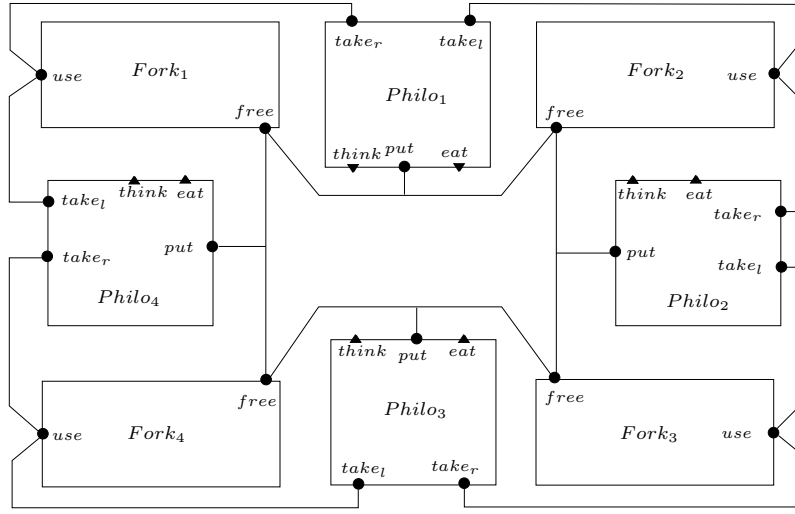 take_r
take_l
use
Fork_1
Philo_1
Fork_2
use
free
free
think
put
eat
think
eat
think
eat
take_l
take_r
put
put
take_r
take_l
Philo_4
Philo_2
think
put
eat
free
free
use
Fork_4
Philo_3
Fork_3
use
take_l
take_r